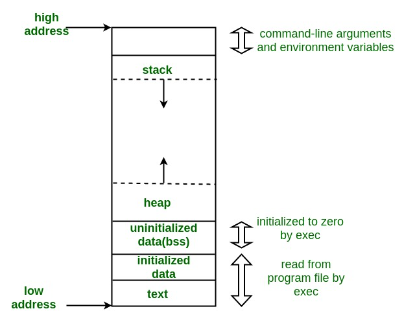 high
address
command-line arguments
and environment variables
stack
heap
uninitialized
data(bss)
initialized to zero
by exec
initialized
data
read from
program file by
exec
text
low
address